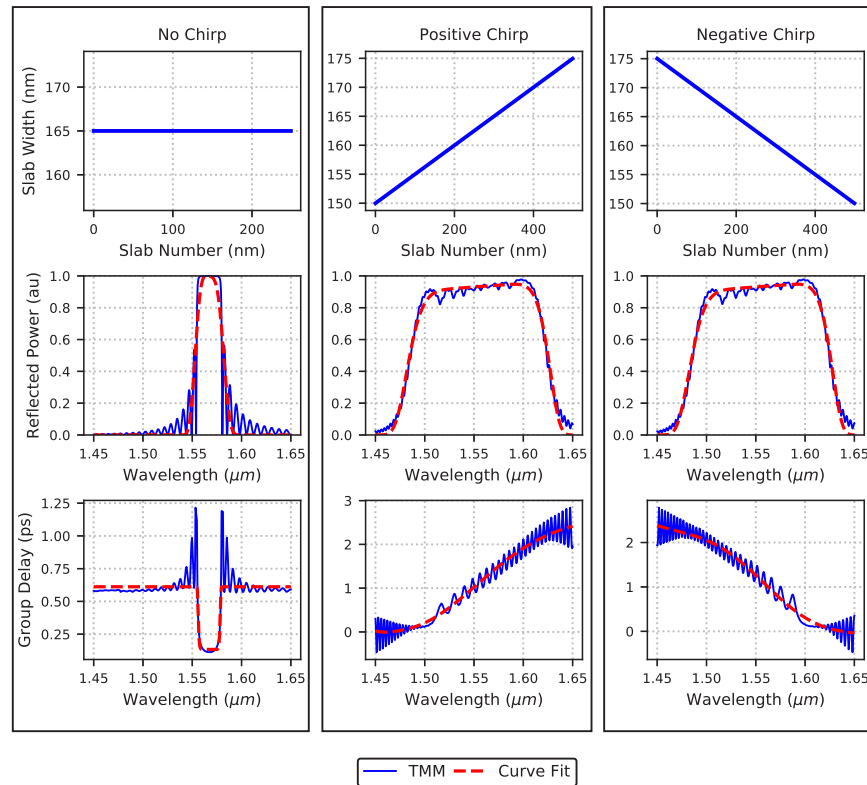 No Chirp
Positive Chirp
Negative Chirp
Slab Width (nm)
170
165
160
0 100 200
Slab Number (nm)
175
170
165
160
155
150
0 200 400
Slab Number (nm)
175
170
165
160
155
150
0 200 400
Slab Number (nm)
Reflected Power (au)
1.0
0.8
0.6
0.4
0.2
0.0
1.45 1.50 1.55 1.60 1.65
Wavelength (μm)
1.0
0.8
0.6
0.4
0.2
0.0
1.45 1.50 1.55 1.60 1.65
Wavelength (μm)
1.0
0.8
0.6
0.4
0.2
0.0
1.45 1.50 1.55 1.60 1.65
Wavelength (μm)
Group Delay (ps)
1.25
1.00
0.75
0.50
0.25
1.45 1.50 1.55 1.60 1.65
Wavelength (μm)
3
2
1
0
1.45 1.50 1.55 1.60 1.65
Wavelength (μm)
2
1
0
1.45 1.50 1.55 1.60 1.65
Wavelength (μm)
TMM Curve Fit